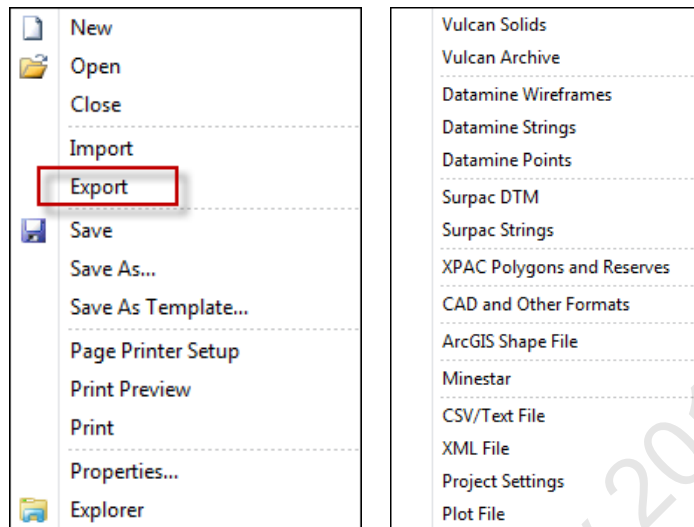 New
Open
Close
Import
Export
Save
Save As...
Save As Template...
Page Printer Setup
Print Preview
Print
Properties...
Explorer
Vulcan Solids
Vulcan Archive
Datamine Wireframes
Datamine Strings
Datamine Points
Surpac DTM
Surpac Strings
XPAC Polygons and Reserves
CAD and Other Formats
ArcGIS Shape File
Minestar
CSV/Text File
XML File
Project Settings
Plot File